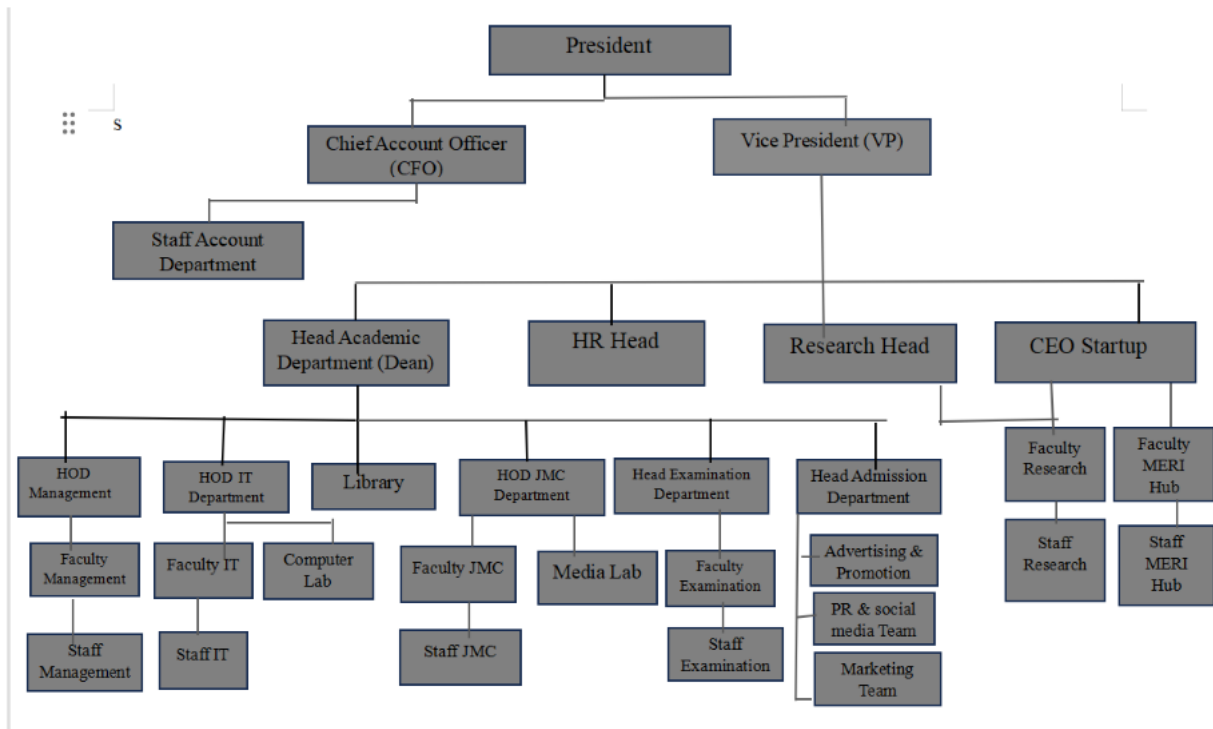 President
s
Chief Account Officer
(CFO)
Vice President (VP)
Staff Account
Department
Head Academic
Department (Dean)
HR Head
Research Head
CEO Startup
HOD
Management
HOD IT
Department
Library
HOD JMC
Department
Head Examination
Department
Head Admission
Department
Faculty
Research
Faculty
MERI
Hub
Faculty
Management
Faculty IT
Computer
Lab
Faculty JMC
Media Lab
Faculty
Examination
Advertising &
Promotion
Staff
Research
Staff
MERI
Hub
PR & social
media Team
Staff
Management
Staff IT
Staff JMC
Staff
Examination
Marketing
Team